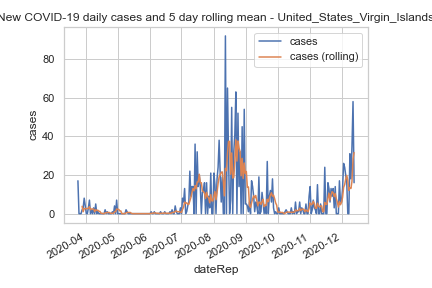 New COVID-19 daily cases and 5 day rolling mean - United_States_Virgin_Islands
cases
cases (rolling)
cases
80
60
40
20
0
2020-04
2020-05
2020-06
2020-07
2020-08
2020-09
2020-10
2020-11
2020-12
dateRep